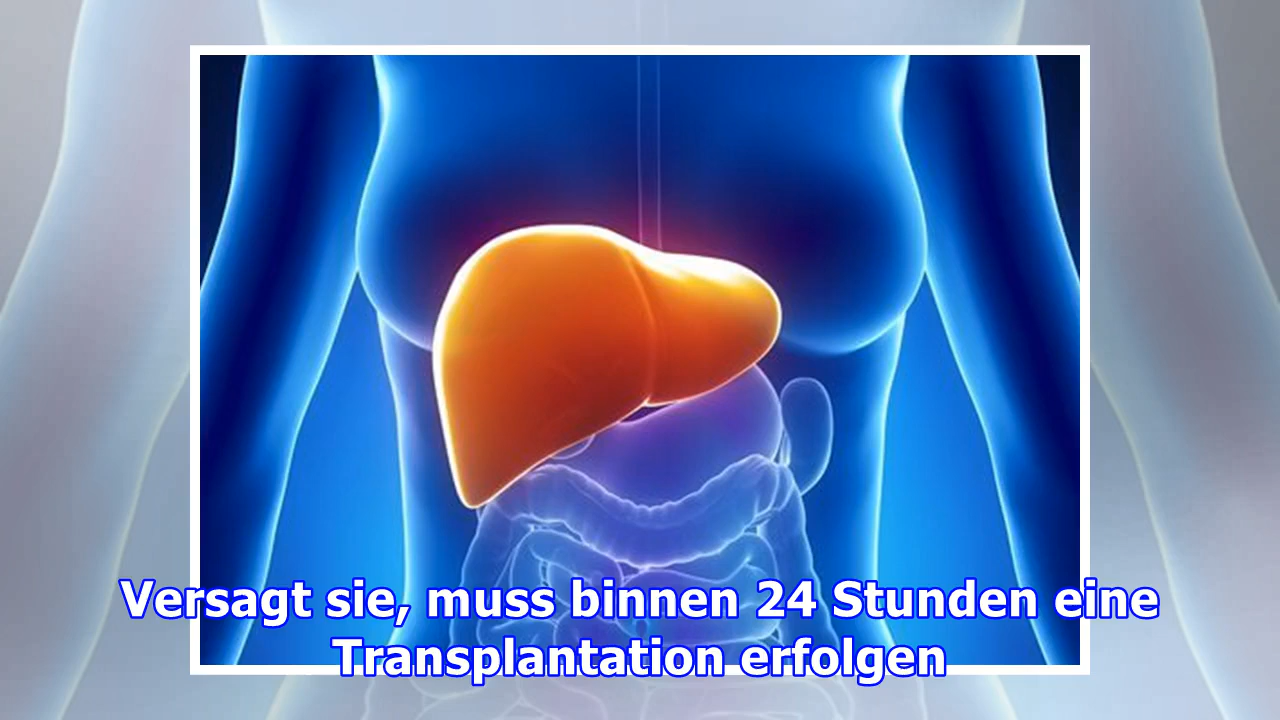 Versagt sie, muss binnen 24 Stunden eine
Transplantation erfolgen